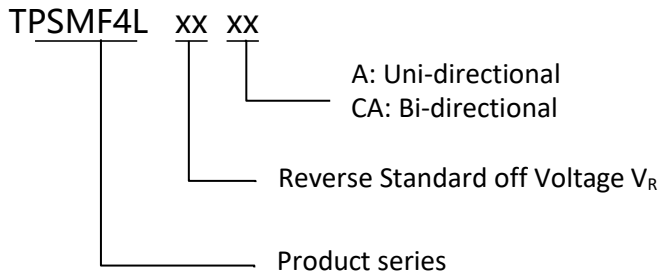 TPSMF4L xx xx
A: Uni-directional
CA: Bi-directional
Reverse Standard off Voltage VR
Product series